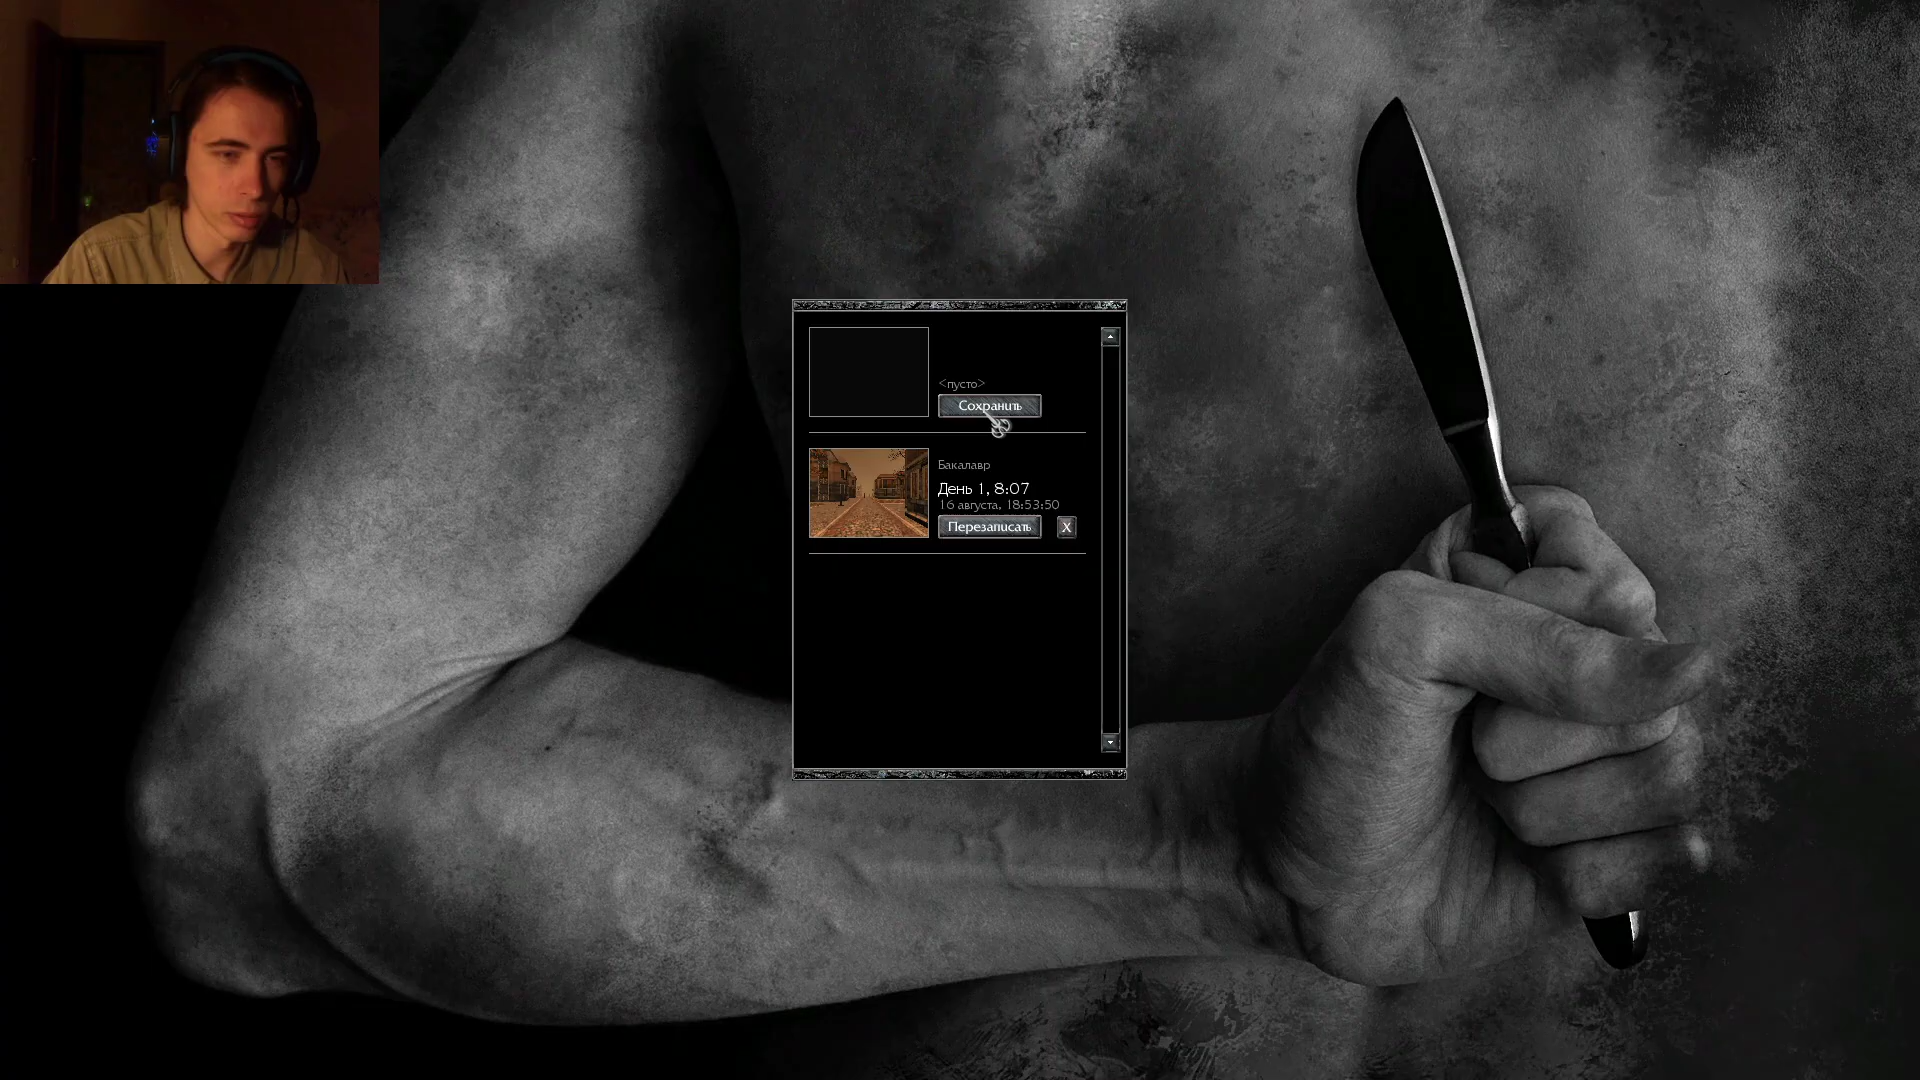 <пусто>
Сохранить
Бакалавр
День 1, 8:07
16 августа, 18:53:50
Перезаписать
X